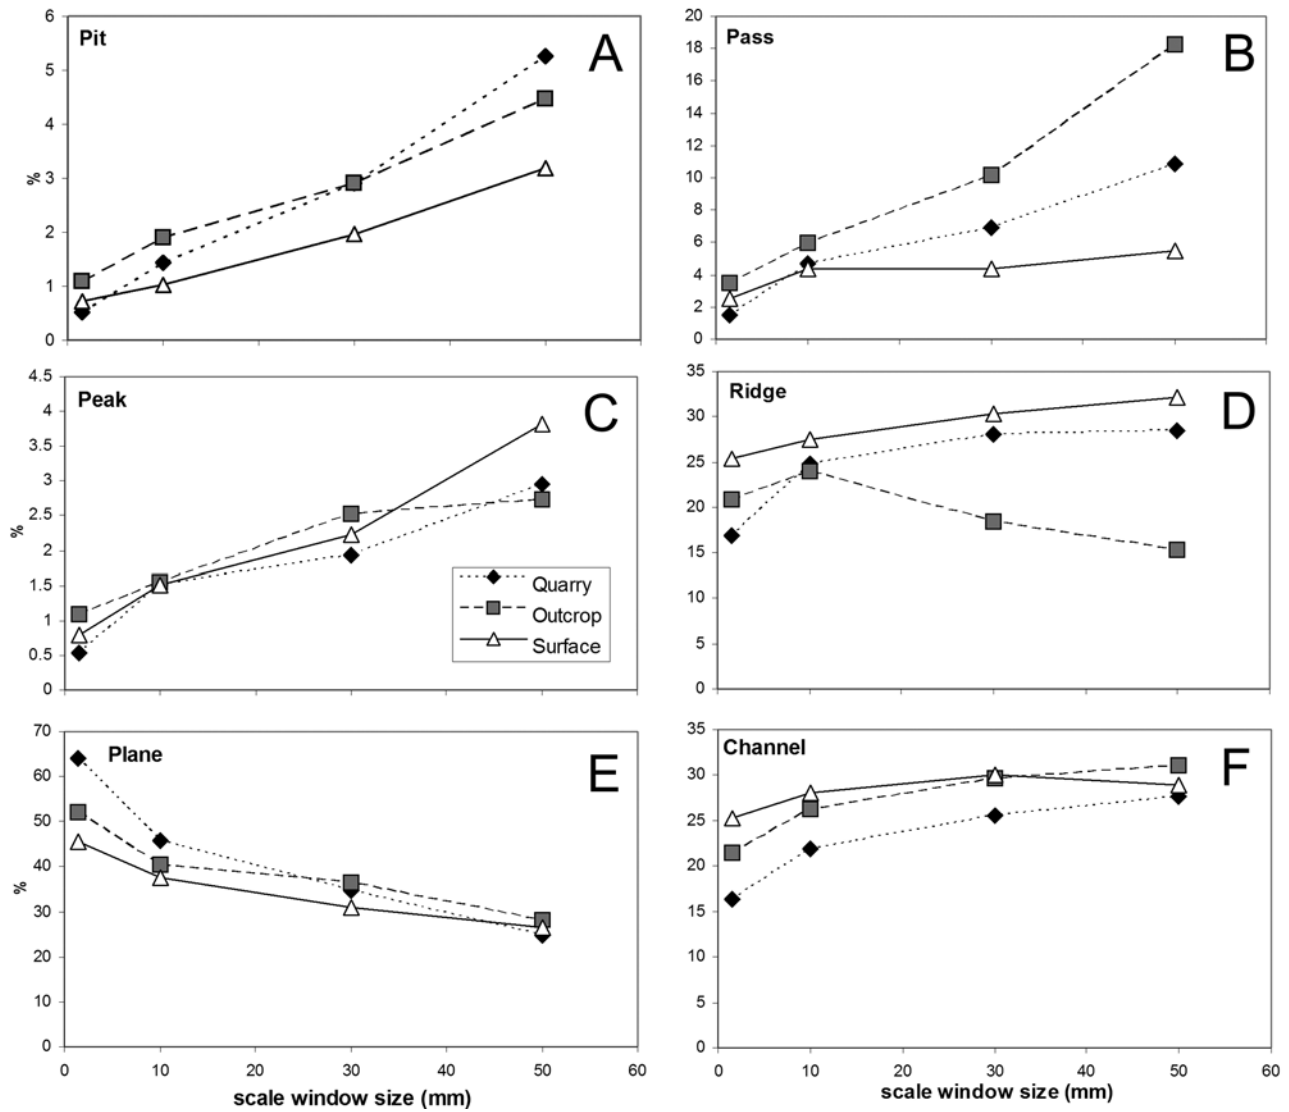 Pit
A
6
5
4
3
2
1
0
%
Pass
B
20
18
16
14
12
10
8
6
4
2
0
Peak
C
4.5
4
3.5
3
2.5
2
1.5
1
0.5
0
%
Quarry
Outcrop
Surface
Ridge
D
35
30
25
20
15
10
5
0
Plane
E
70
60
50
40
30
20
10
0
%
0 10 20 30 40 50 60
scale window size (mm)
Channel
F
35
30
25
20
15
10
5
0
0 10 20 30 40 50 60
scale window size (mm)